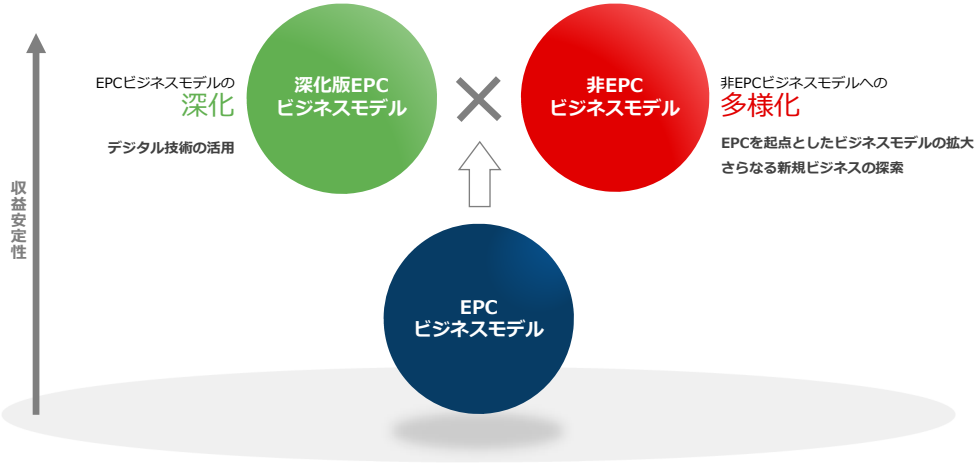 EPCビジネスモデルの
深化
デジタル技術の活用
深化版EPC
ビジネスモデル
非EPC
ビジネスモデル
非EPCビジネスモデルへの
多様化
EPCを起点としたビジネスモデルの拡大
さらなる新規ビジネスの探索
収益安定性
EPC
ビジネスモデル